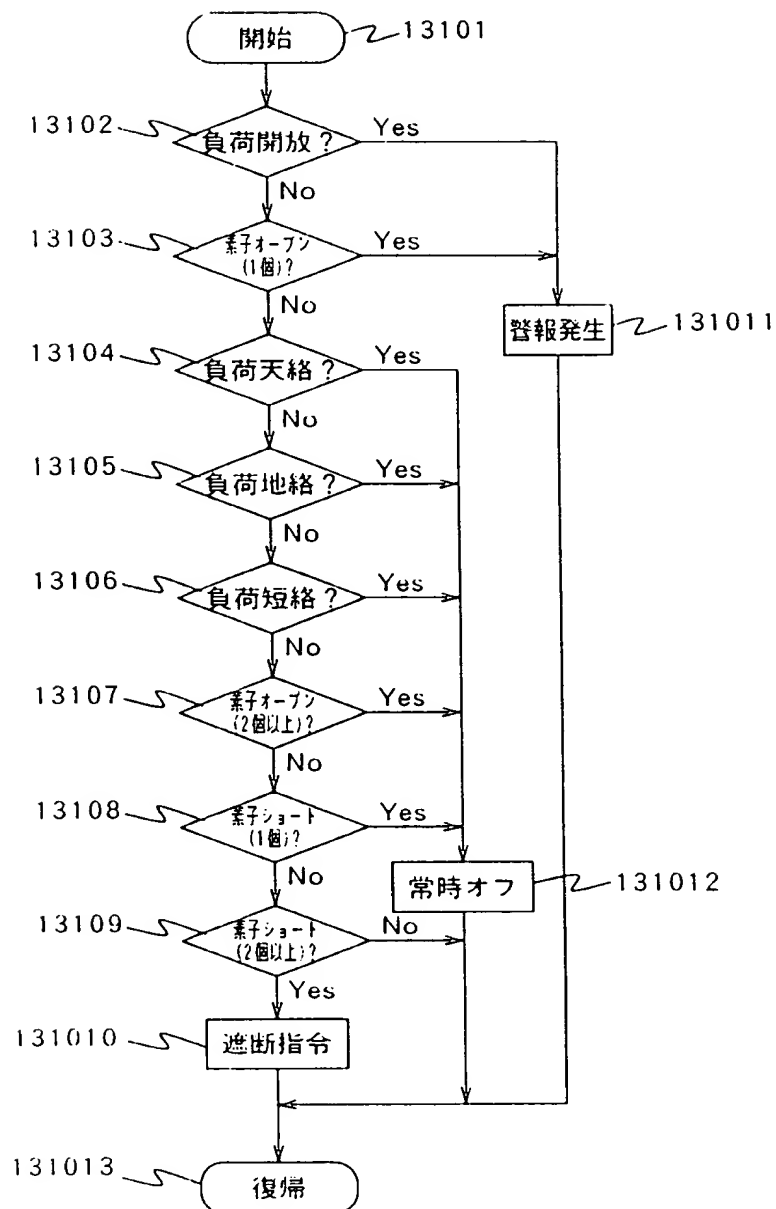 開始
13101
13102
負荷開放？
Yes
No
13103
素子オープン
(1個)？
Yes
No
警報発生
131011
13104
負荷天絡？
Yes
No
13105
負荷地絡？
Yes
No
13106
負荷短絡？
Yes
No
13107
素子オープン
(2個以上)？
Yes
No
13108
素子ショート
(1個)？
Yes
No
常時オフ
131012
13109
素子ショート
(2個以上)？
No
Yes
131010
遮断指令
131013
復帰